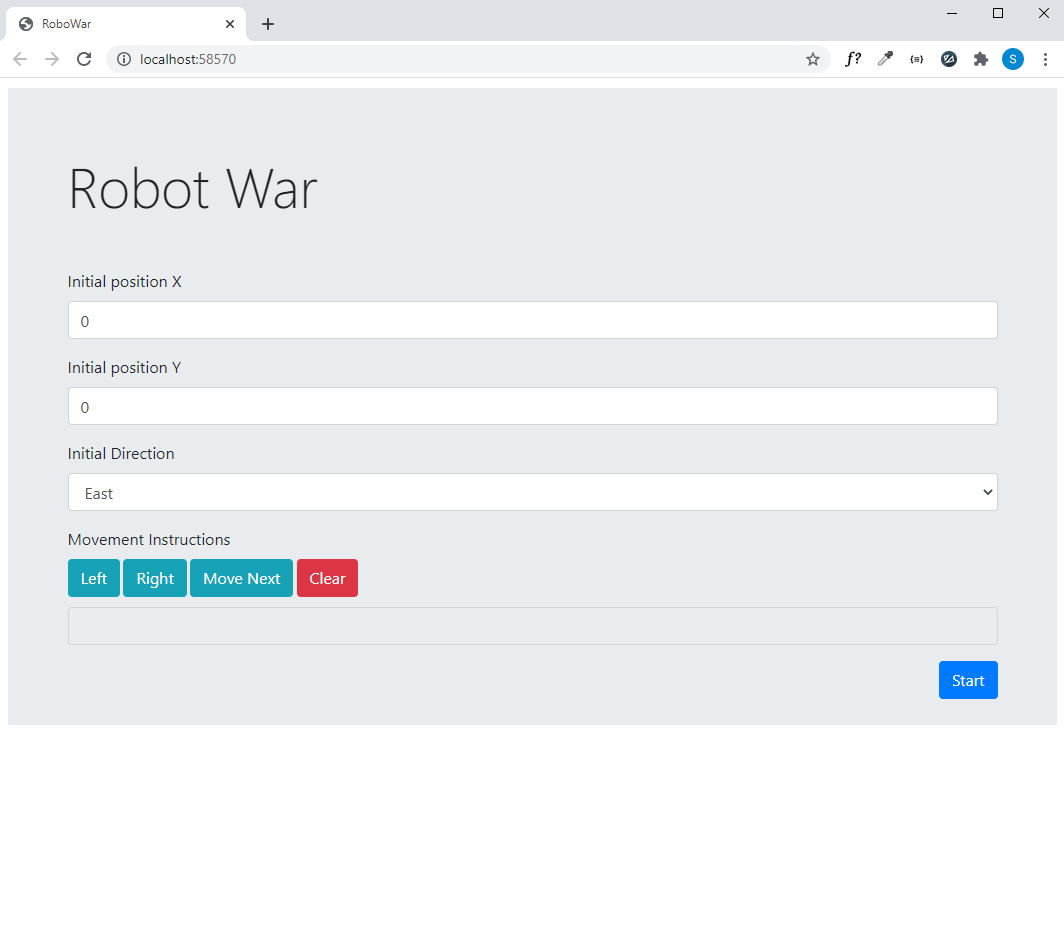 RoboWar
localhost:58570
f?
S
Robot War
Initial position X
0
Initial position Y
0
Initial Direction
East
Movement Instructions
Left Right Move Next Clear
Start